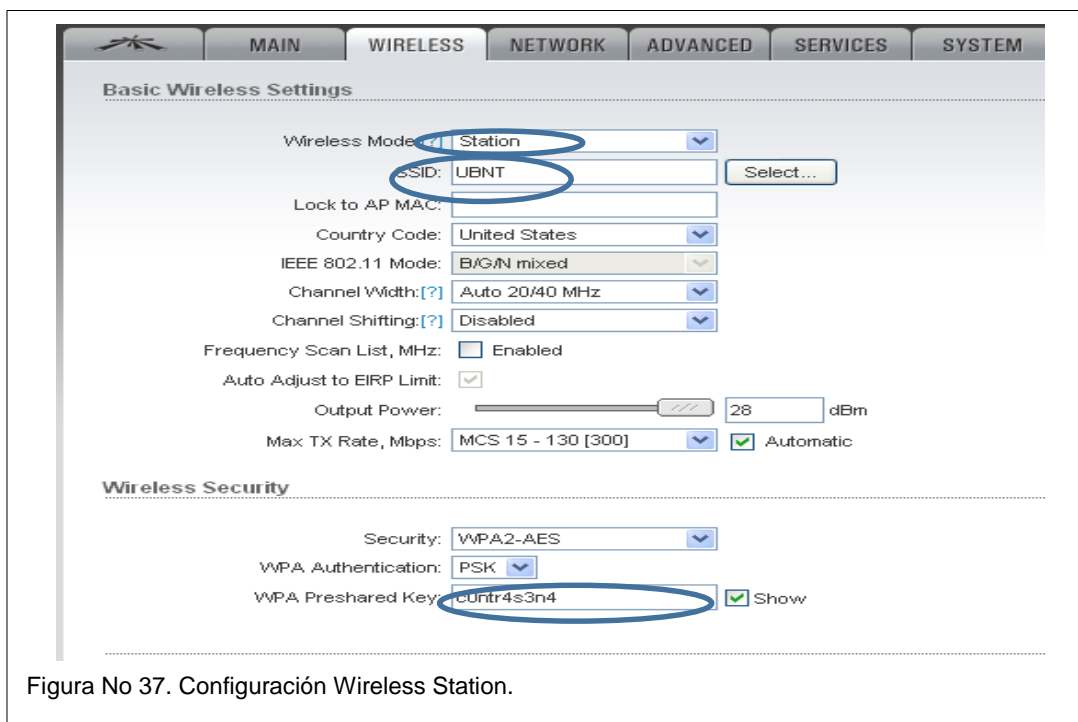 MAIN WIRELESS NETWORK ADVANCED SERVICES SYSTEM
Basic Wireless Settings
Wireless Mode:[?] Station
SSID: UBNT Select...
Lock to AP MAC:
Country Code: United States
IEEE 802.11 Mode: B/G/N mixed
Channel Width:[?] Auto 20/40 MHz
Channel Shifting:[?] Disabled
Frequency Scan List, MHz: Enabled
Auto Adjust to EIRP Limit:
Output Power: 28 dBm
Max TX Rate, Mbps: MCS 15 - 130 [300] Automatic
Wireless Security
Security: WPA2-AES
WPA Authentication: PSK
WPA Preshared Key: c0ntr4s3n4 Show
Figura No 37. Configuración Wireless Station.